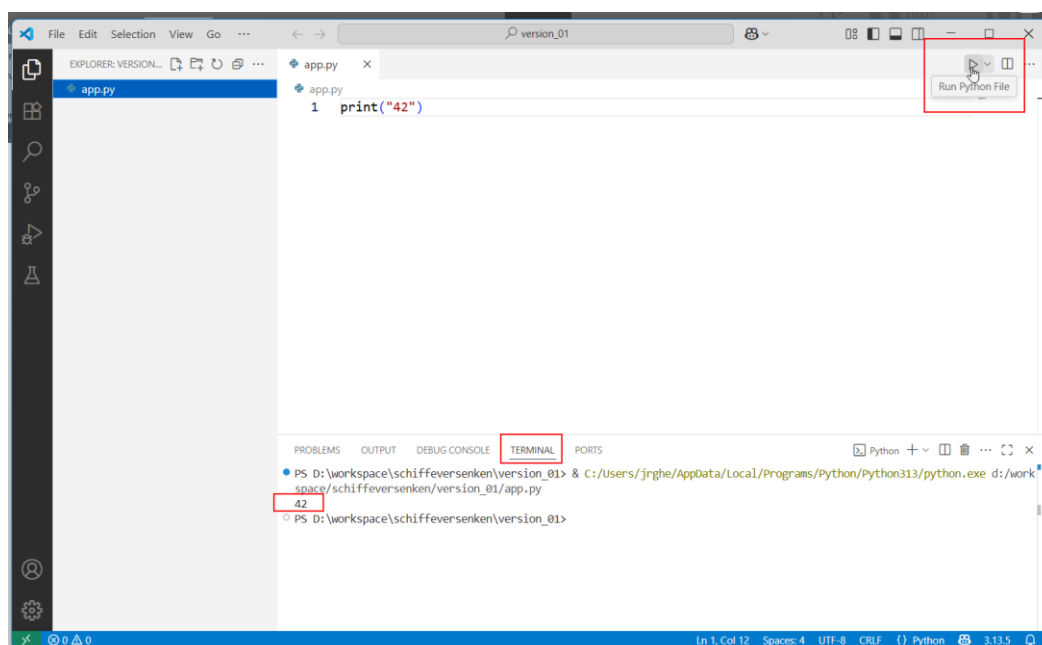 File Edit Selection View Go ··· version_01
EXPLORER: VERSION... ··· app.py
app.py
app.py
Run Python File
1 print("42")
PROBLEMS OUTPUT DEBUG CONSOLE TERMINAL PORTS Python
PS D:\workspace\schiffeversenken\version_01> & C:/Users/jrghe/AppData/Local/Programs/Python/Python313/python.exe d:/work
space/schiffeversenken/version_01/app.py
42
PS D:\workspace\schiffeversenken\version_01>
0 0 Ln 1, Col 12 Spaces: 4 UTF-8 CRLF {} Python 3.13.5